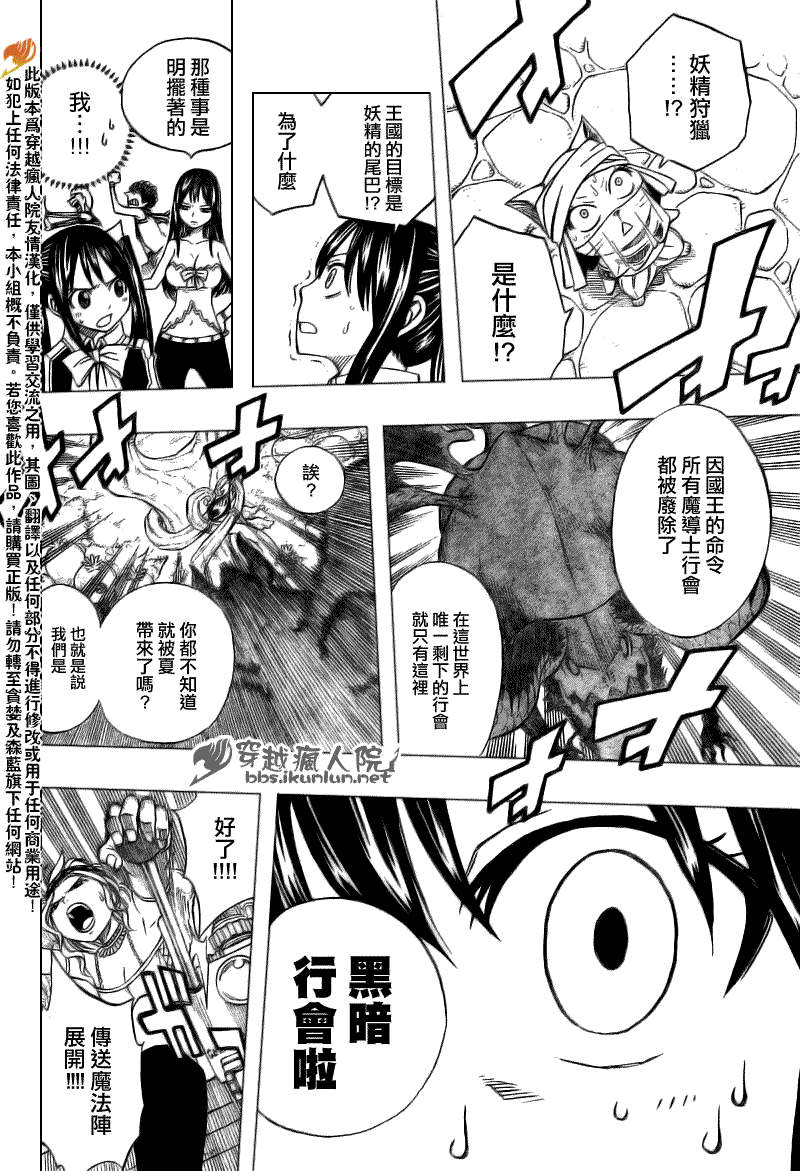 妖精狩獵
……!?
是什麼!?
王國的目標是
妖精的尾巴!?
為了什麼
那種事是
明擺著的
我…!!!
因國王的命令
所有魔導士行會
都被廢除了
在這世界上
唯一剩下的行會
就只有這裡
誒？
你都不知道
就被夏
帶來了嗎？
也就是說
我們是
黑暗
行會啦
好了!!!!
傳送魔法陣
展開!!!!
穿越瘋人院
bbs.ikunlun.net
此版本爲穿越瘋人院友情漢化，僅供學習交流之用，其圖、翻譯以及任何部分不得進行修改或用于任何商業用途！
如犯上任何法律責任，本小組概不負責。若您喜歡此作品，請購買正版！請勿轉至貪婪及森藍旗下任何網站！